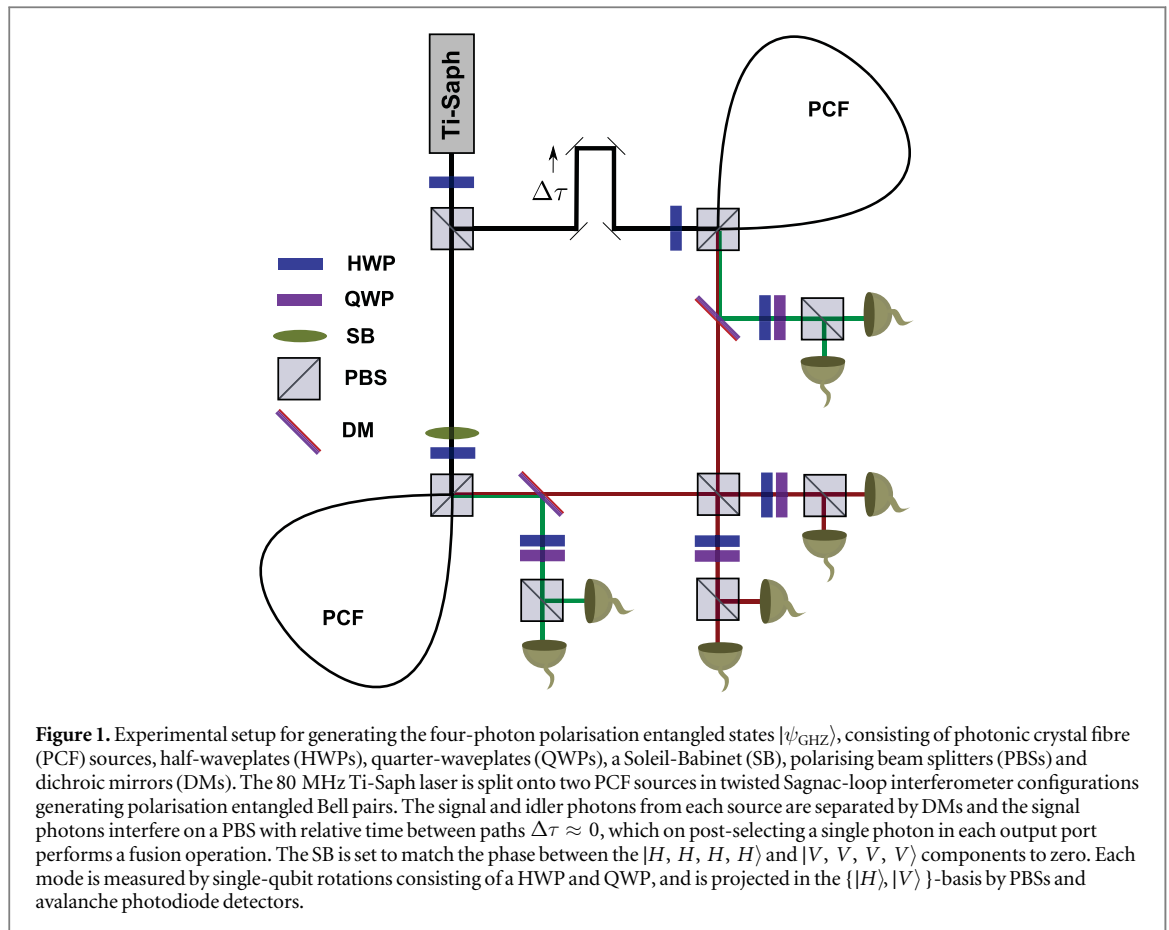 Ti-Saph
PCF
Δτ
HWP
QWP
SB
PBS
DM
PCF
Figure 1. Experimental setup for generating the four-photon polarisation entangled states |ψGHZ⟩, consisting of photonic crystal fibre
(PCF) sources, half-waveplates (HWPs), quarter-waveplates (QWPs), a Soleil-Babinet (SB), polarising beam splitters (PBSs) and
dichroic mirrors (DMs). The 80 MHz Ti-Saph laser is split onto two PCF sources in twisted Sagnac-loop interferometer configurations
generating polarisation entangled Bell pairs. The signal and idler photons from each source are separated by DMs and the signal
photons interfere on a PBS with relative time between paths Δτ ≈ 0, which on post-selecting a single photon in each output port
performs a fusion operation. The SB is set to match the phase between the |H, H, H, H⟩ and |V, V, V, V⟩ components to zero. Each
mode is measured by single-qubit rotations consisting of a HWP and QWP, and is projected in the {|H⟩, |V⟩ }-basis by PBSs and
avalanche photodiode detectors.